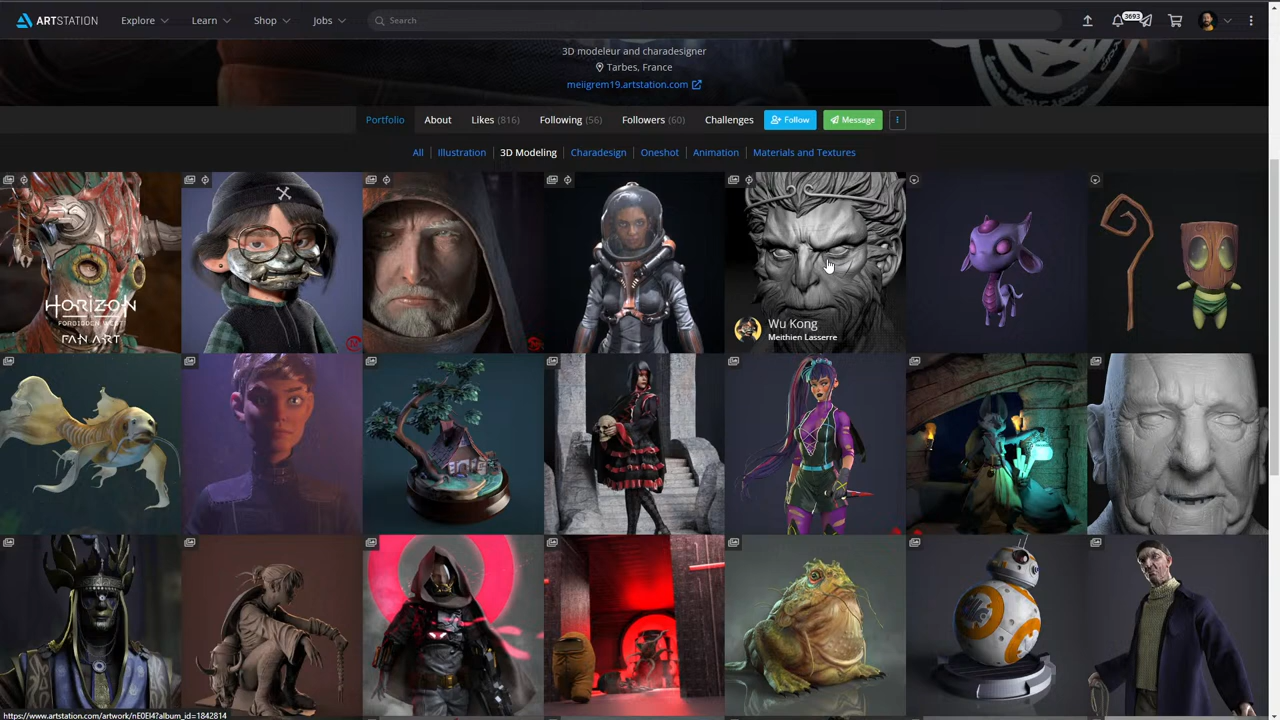 ARTSTATION Explore Learn Shop Jobs Search 3693
3D modeleur and charadesigner
Tarbes, France
meiigrem19.artstation.com
Portfolio About Likes (816) Following (56) Followers (60) Challenges Follow Message
All Illustration 3D Modeling Charadesign Oneshot Animation Materials and Textures
HORIZON
FORBIDDEN WEST
FAN ART
Wu Kong
Meithien Lasserre
https://www.artstation.com/artwork/nE0EI4?album_id=1842814